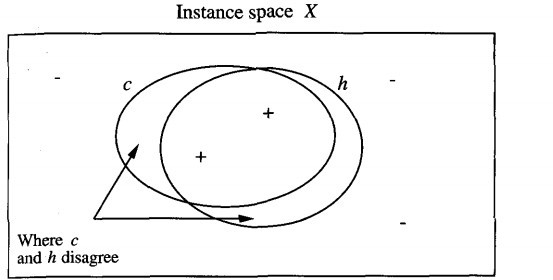 Instance space X
-
c
h
-
+
+
-
Where c
and h disagree